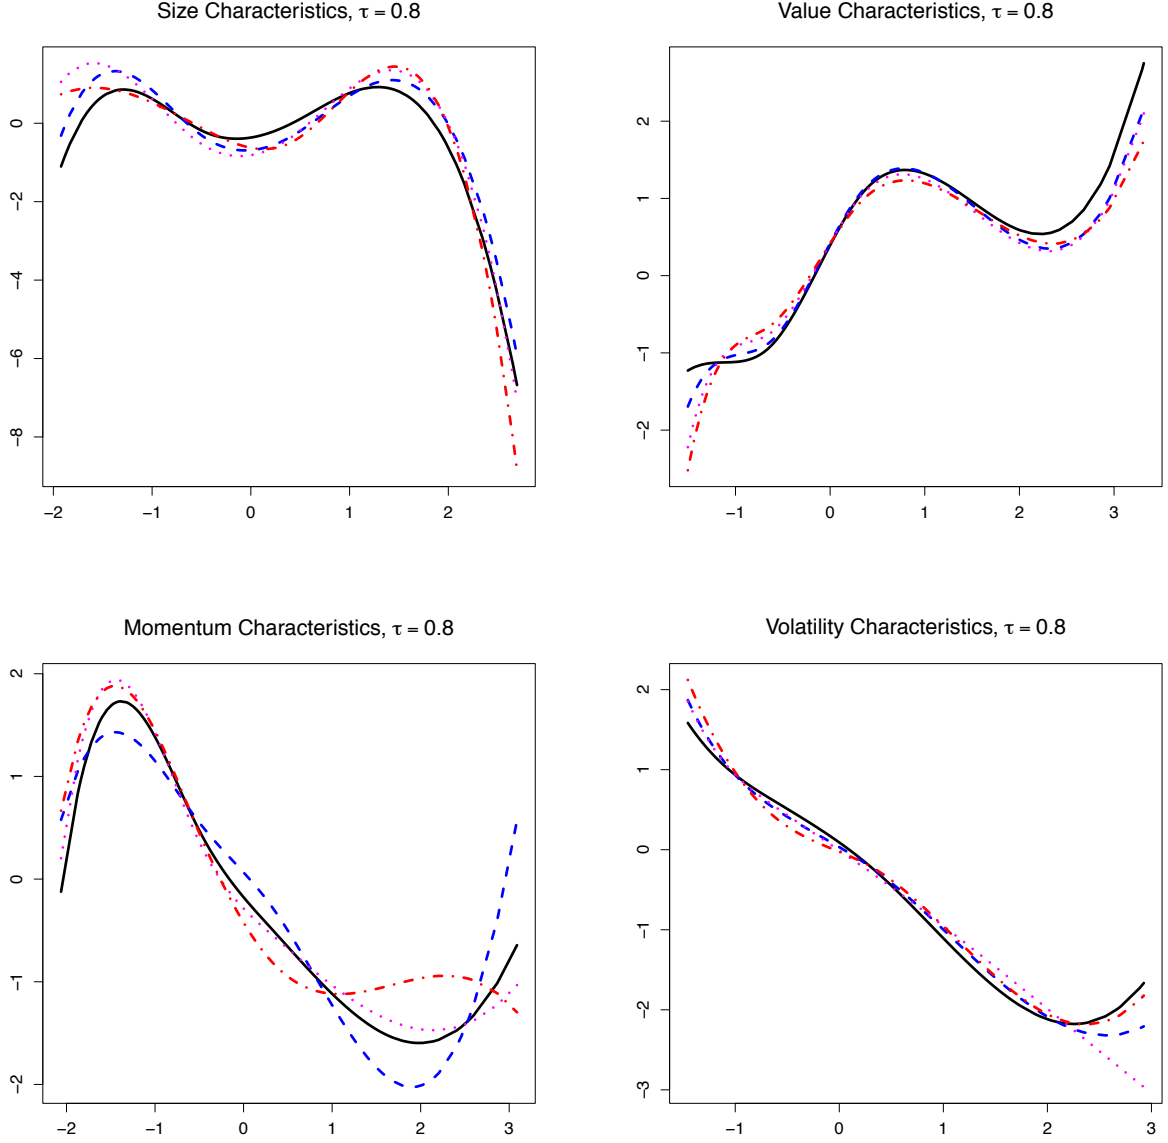 Size Characteristics, τ = 0.8
0
−2
−4
−6
−8
−2 −1 0 1 2
Value Characteristics, τ = 0.8
2
1
0
−1
−2
−1 0 1 2 3
Momentum Characteristics, τ = 0.8
2
1
0
−1
−2
−2 −1 0 1 2 3
Volatility Characteristics, τ = 0.8
2
1
0
−1
−2
−3
−1 0 1 2 3